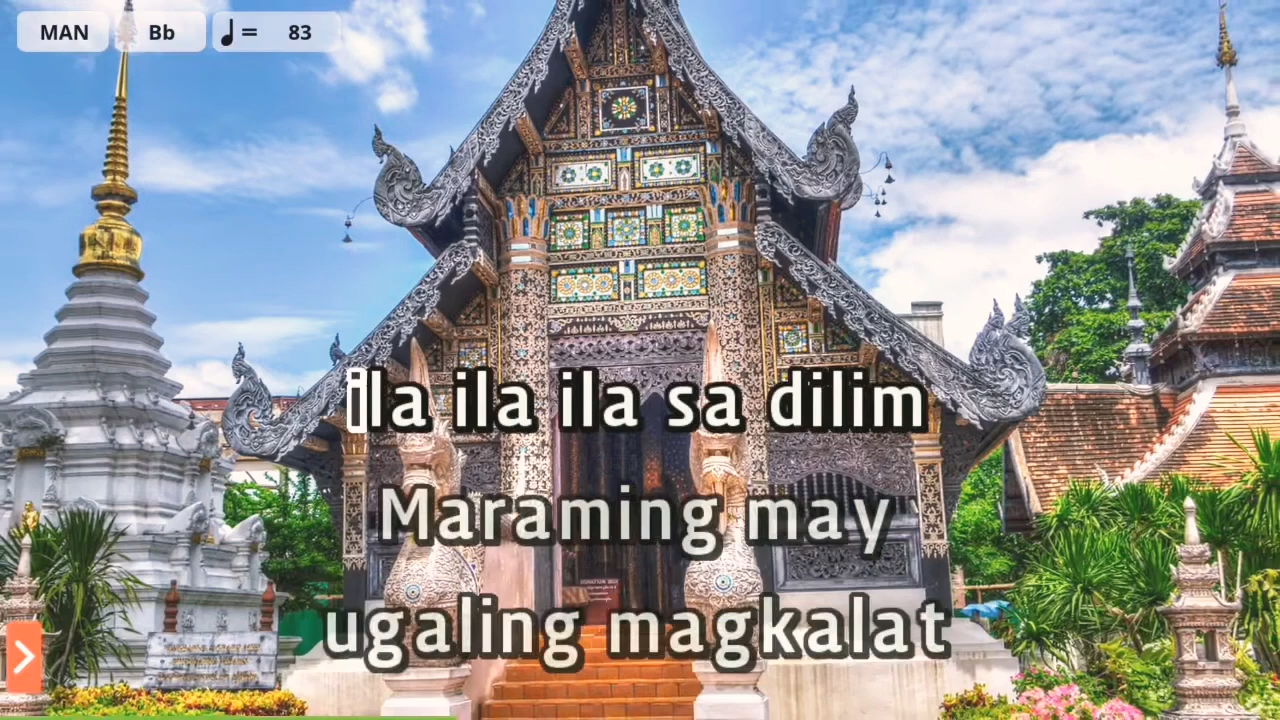 MAN Bb ♩ = 83
ila ila ila sa dilim
Maraming may
ugaling magkalat